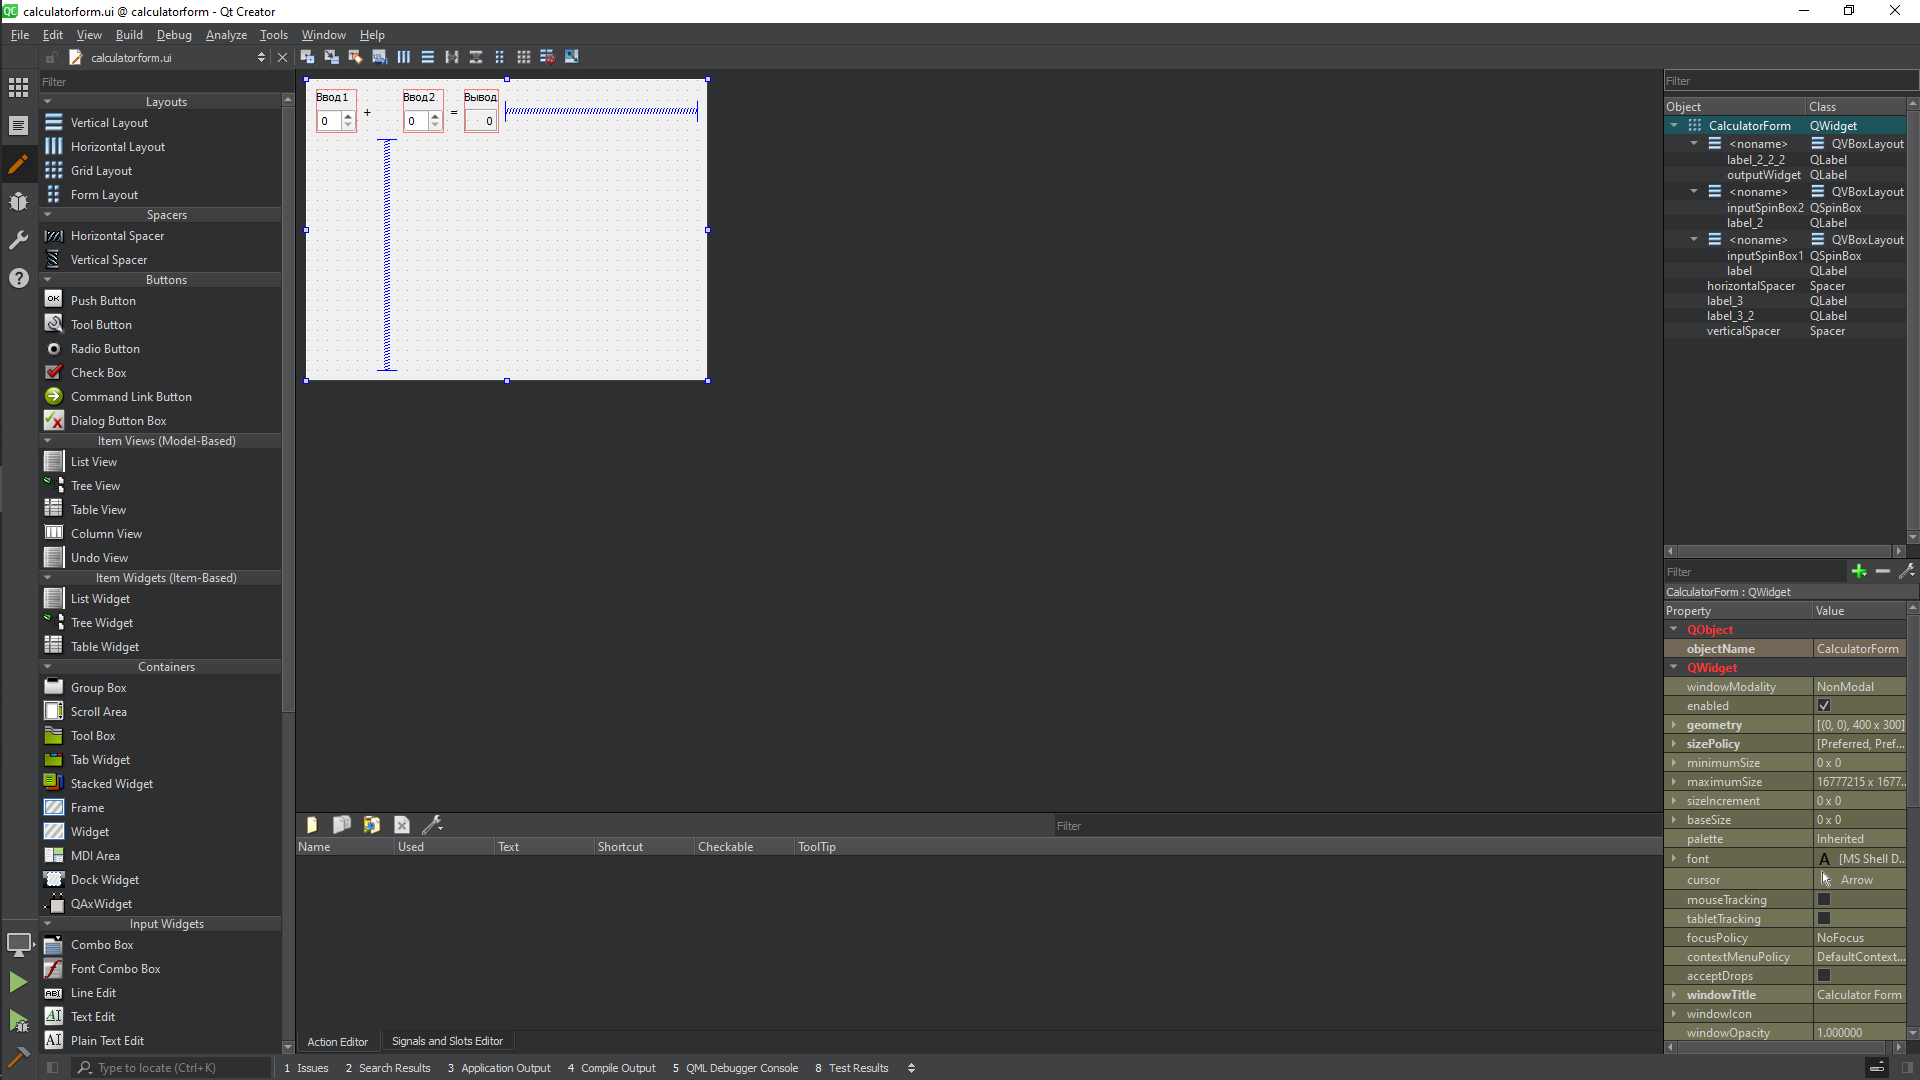 calculatorform.ui @ calculatorform - Qt Creator
File Edit View Build Debug Analyze Tools Window Help
calculatorform.ui
Filter
Layouts
Vertical Layout
Horizontal Layout
Grid Layout
Form Layout
Spacers
Horizontal Spacer
Vertical Spacer
Buttons
Push Button
Tool Button
Radio Button
Check Box
Command Link Button
Dialog Button Box
Item Views (Model-Based)
List View
Tree View
Table View
Column View
Undo View
Item Widgets (Item-Based)
List Widget
Tree Widget
Table Widget
Containers
Group Box
Scroll Area
Tool Box
Tab Widget
Stacked Widget
Frame
Widget
MDI Area
Dock Widget
QAxWidget
Input Widgets
Combo Box
Font Combo Box
Line Edit
Text Edit
Plain Text Edit
Ввод1 Ввод2 Вывод
0 + 0 = 0
Filter
Name Used Text Shortcut Checkable ToolTip
Action Editor Signals and Slots Editor
Filter
Object Class
CalculatorForm QWidget
<noname> QVBoxLayout
label_2_2_2 QLabel
outputWidget QLabel
<noname> QVBoxLayout
inputSpinBox2 QSpinBox
label_2 QLabel
<noname> QVBoxLayout
inputSpinBox1 QSpinBox
label QLabel
horizontalSpacer Spacer
label_3 QLabel
label_3_2 QLabel
verticalSpacer Spacer
Filter
CalculatorForm : QWidget
Property Value
QObject
objectName CalculatorForm
QWidget
windowModality NonModal
enabled
geometry [(0, 0), 400 x 300]
sizePolicy [Preferred, Pref...
minimumSize 0 x 0
maximumSize 16777215 x 1677...
sizeIncrement 0 x 0
baseSize 0 x 0
palette Inherited
font A [MS Shell D...
cursor Arrow
mouseTracking
tabletTracking
focusPolicy NoFocus
contextMenuPolicy DefaultContext...
acceptDrops
windowTitle Calculator Form
windowIcon
windowOpacity 1.000000
Type to locate (Ctrl+K) 1 Issues 2 Search Results 3 Application Output 4 Compile Output 5 QML Debugger Console 8 Test Results